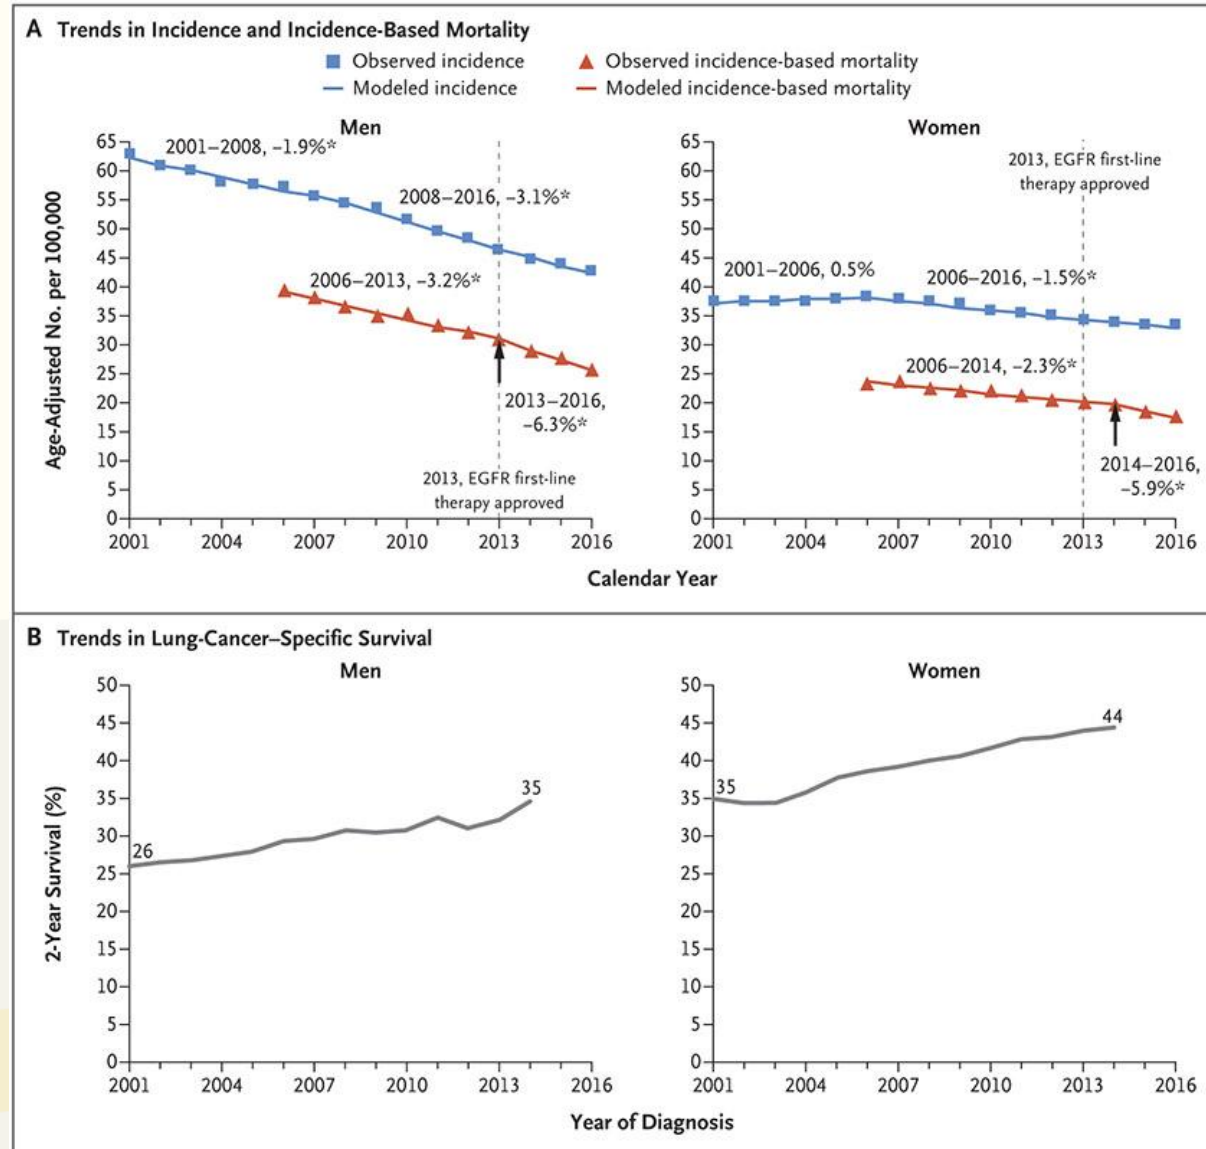 A Trends in Incidence and Incidence-Based Mortality
Observed incidence
Observed incidence-based mortality
Modeled incidence
Modeled incidence-based mortality
Men
Age-Adjusted No. per 100,000
65
60
55
50
45
40
35
30
25
20
15
10
5
0
2001–2008, –1.9%*
2008–2016, –3.1%*
2006–2013, –3.2%*
2013–2016,
–6.3%*
2013, EGFR first-line
therapy approved
2001 2004 2007 2010 2013 2016
Women
65
60
55
50
45
40
35
30
25
20
15
10
5
0
2013, EGFR first-line
therapy approved
2001–2006, 0.5%
2006–2016, –1.5%*
2006–2014, –2.3%*
2014–2016,
–5.9%*
2001 2004 2007 2010 2013 2016
Calendar Year
B Trends in Lung-Cancer–Specific Survival
Men
2-Year Survival (%)
50
45
40
35
30
25
20
15
10
5
0
26
35
2001 2004 2007 2010 2013 2016
Women
50
45
40
35
30
25
20
15
10
5
0
35
44
2001 2004 2007 2010 2013 2016
Year of Diagnosis